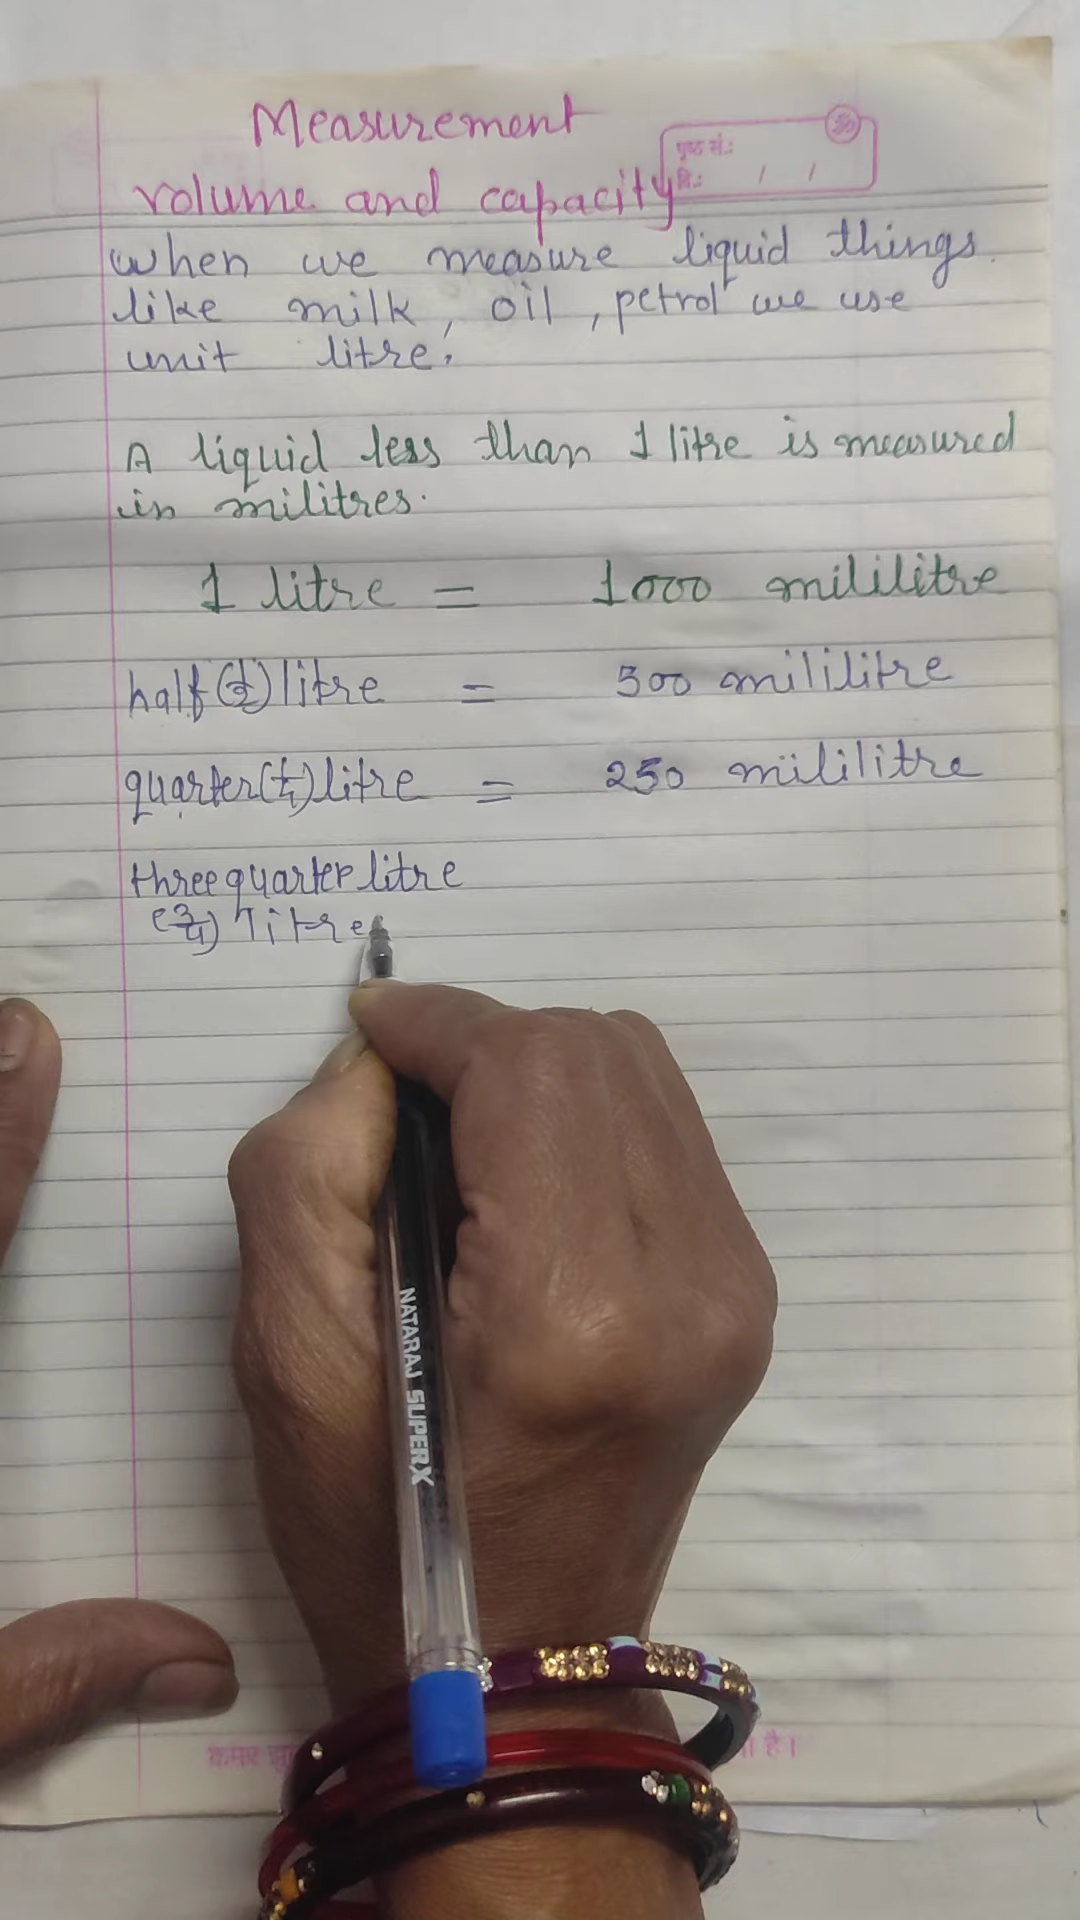 Measurement
पृष्ठ सं.:
दि.: / /
volume and capacity
when we measure liquid things.
like milk, oil, petrol we use
unit litre.
A liquid less than 1 litre is measured
in militres.
1 litre = 1000 mililitre
half (1/2) litre = 500 mililitre
quarter (1/4) litre = 250 mililitre
three quarter litre
(3/4) litre
NATARAJ SUPERX
है।